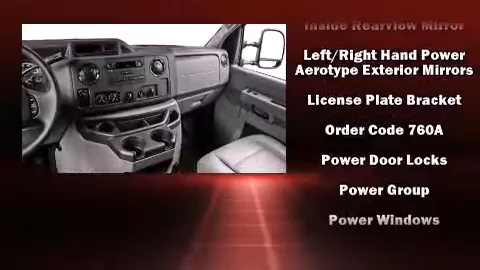 Inside Rearview Mirror
Left/Right Hand Power
Aerotype Exterior Mirrors
License Plate Bracket
Order Code 760A
Power Door Locks
Power Group
Power Windows